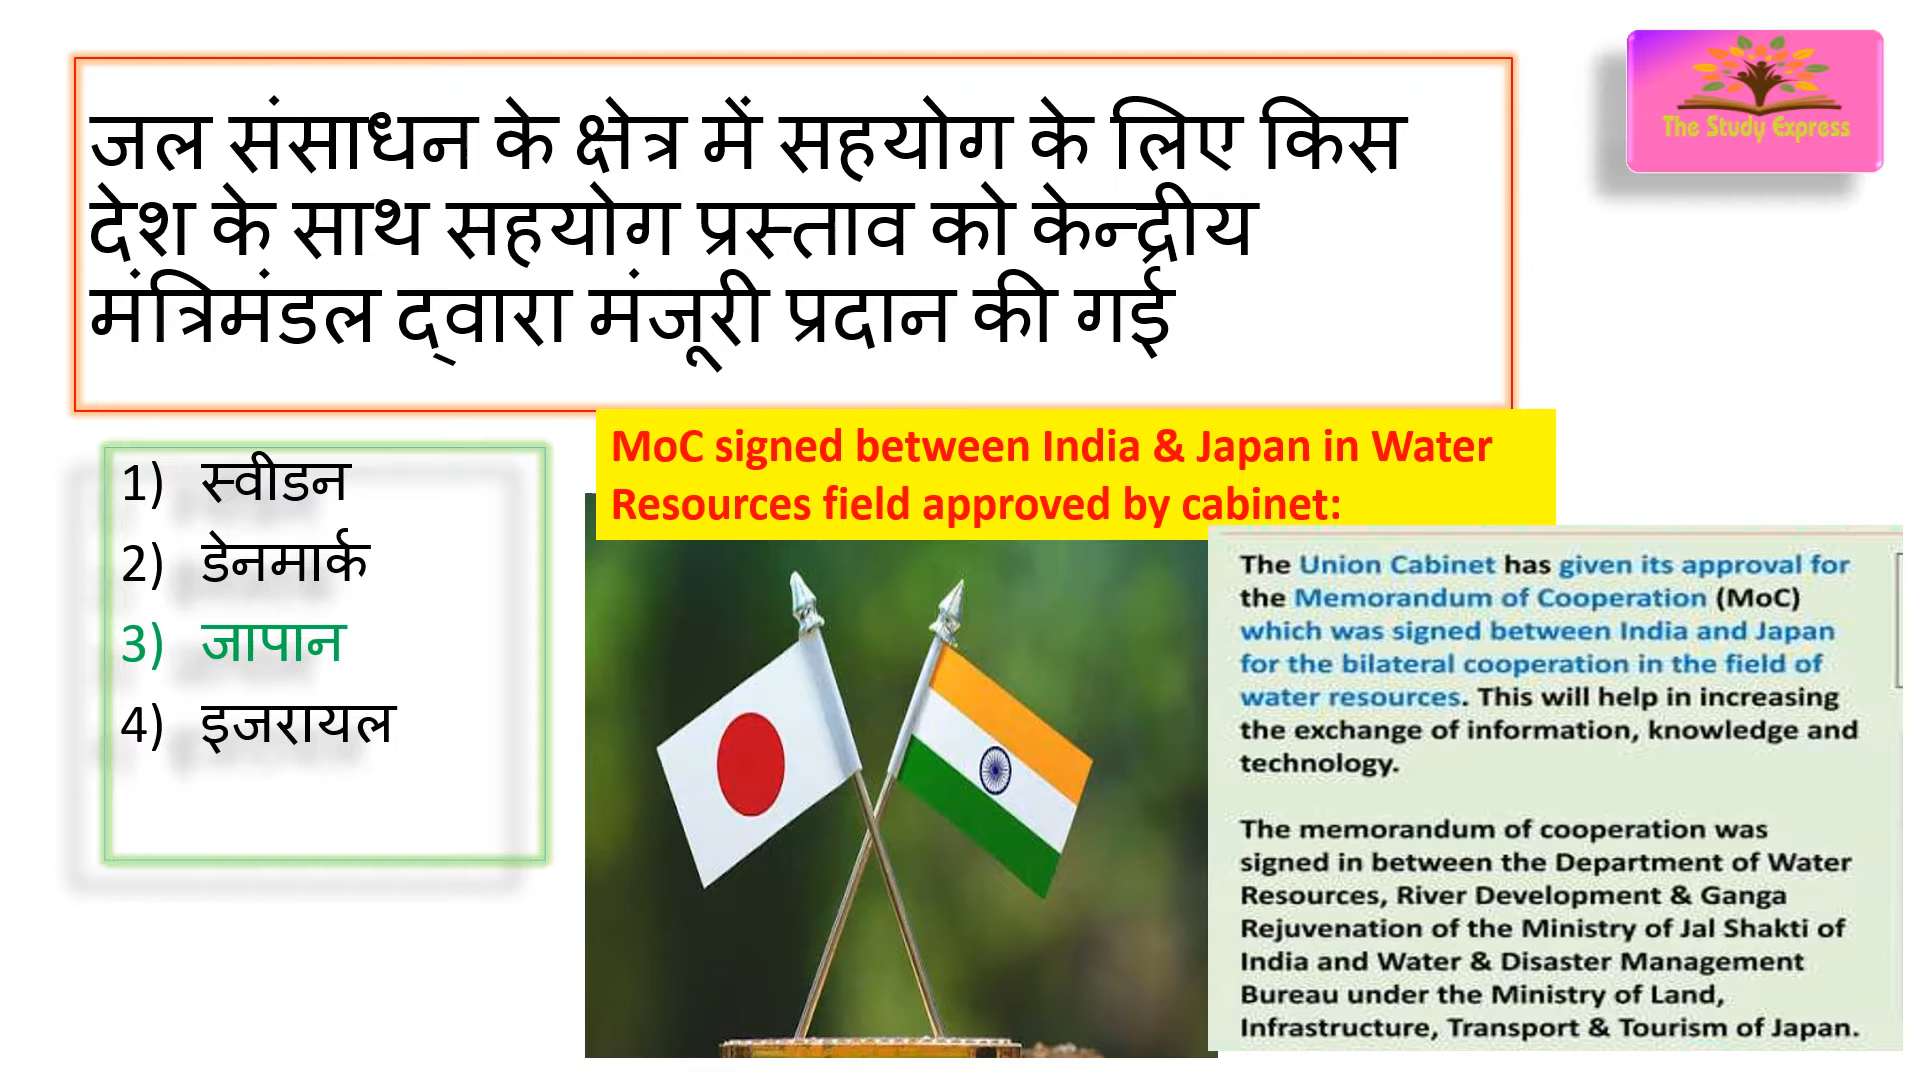 The Study Express
जल संसाधन के क्षेत्र में सहयोग के लिए किस
देश के साथ सहयोग प्रस्ताव को केन्द्रीय
मंत्रिमंडल द्वारा मंजूरी प्रदान की गई
1) स्वीडन
2) डेनमार्क
3) जापान
4) इजरायल
MoC signed between India & Japan in Water
Resources field approved by cabinet:
The Union Cabinet has given its approval for
the Memorandum of Cooperation (MoC)
which was signed between India and Japan
for the bilateral cooperation in the field of
water resources. This will help in increasing
the exchange of information, knowledge and
technology.
The memorandum of cooperation was
signed in between the Department of Water
Resources, River Development & Ganga
Rejuvenation of the Ministry of Jal Shakti of
India and Water & Disaster Management
Bureau under the Ministry of Land,
Infrastructure, Transport & Tourism of Japan.